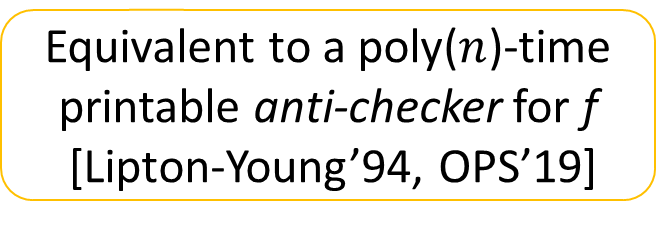 Equivalent to a poly(𝑛)-time
printable anti-checker for f
[Lipton-Young’94, OPS’19]